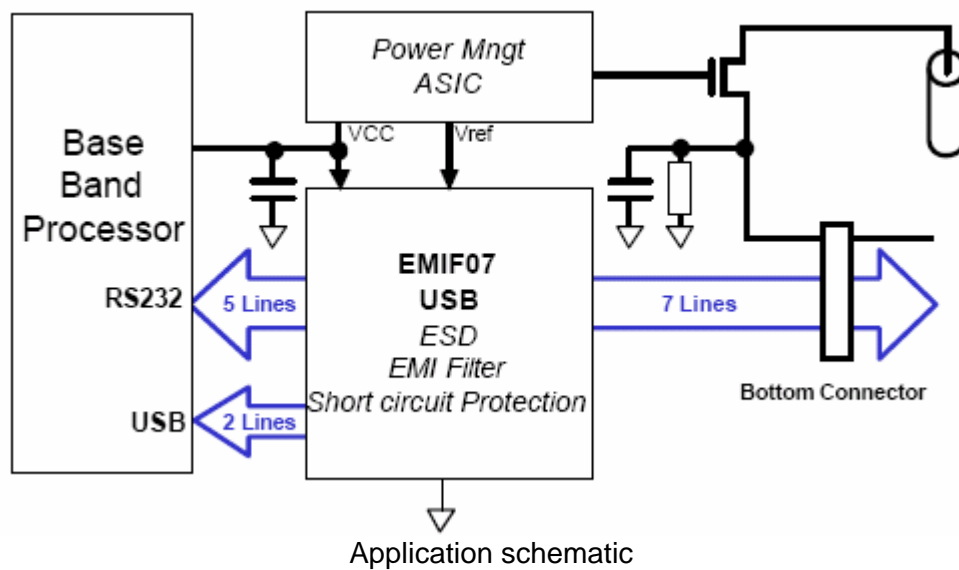 Power Mngt
ASIC
VCC
Vref
Base
Band
Processor
EMIF07
USB
ESD
EMI Filter
Short circuit Protection
RS232
5 Lines
7 Lines
USB
2 Lines
Bottom Connector
Application schematic